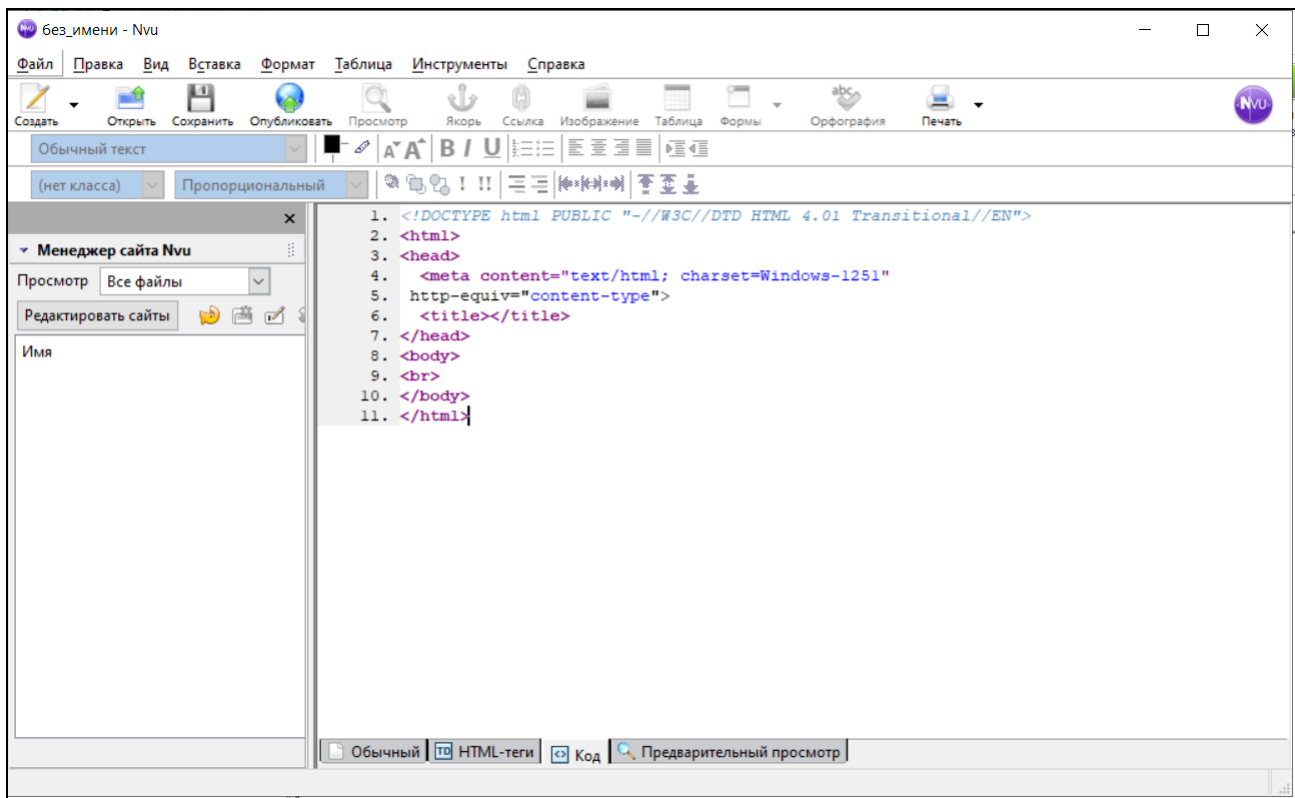 без_имени - Nvu
Файл Правка Вид Вставка Формат Таблица Инструменты Справка
Создать Открыть Сохранить Опубликовать Просмотр Якорь Ссылка Изображение Таблица Формы Орфография Печать
Обычный текст
(нет класса) Пропорциональный
Менеджер сайта Nvu
Просмотр Все файлы
Редактировать сайты
Имя
1. <!DOCTYPE html PUBLIC "-//W3C//DTD HTML 4.01 Transitional//EN">
2. <html>
3. <head>
4. <meta content="text/html; charset=Windows-1251"
5. http-equiv="content-type">
6. <title></title>
7. </head>
8. <body>
9. <br>
10. </body>
11. </html>
Обычный HTML-теги Код Предварительный просмотр